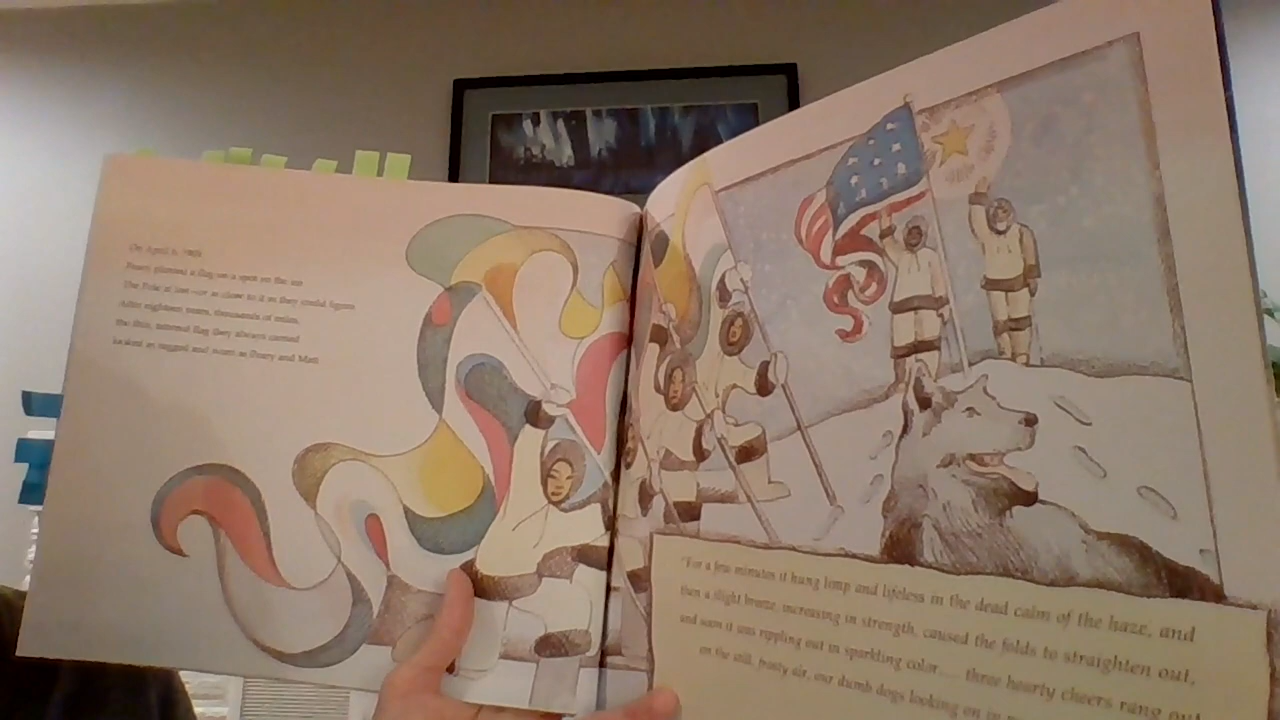 On April 6, 1909,
Peary planted a flag on a spot on the ice.
The Pole at last—or as close to it as they could figure.
After eighteen years, thousands of miles,
the thin, tattered flag they always carried
looked as ragged and worn as Peary and Matt.
"For a few minutes it hung limp and lifeless in the dead calm of the haze, and
then a slight breeze, increasing in strength, caused the folds to straighten out,
and soon it was rippling out in sparkling color.... three hearty cheers rang out
on the still, frosty air, our dumb dogs looking on in